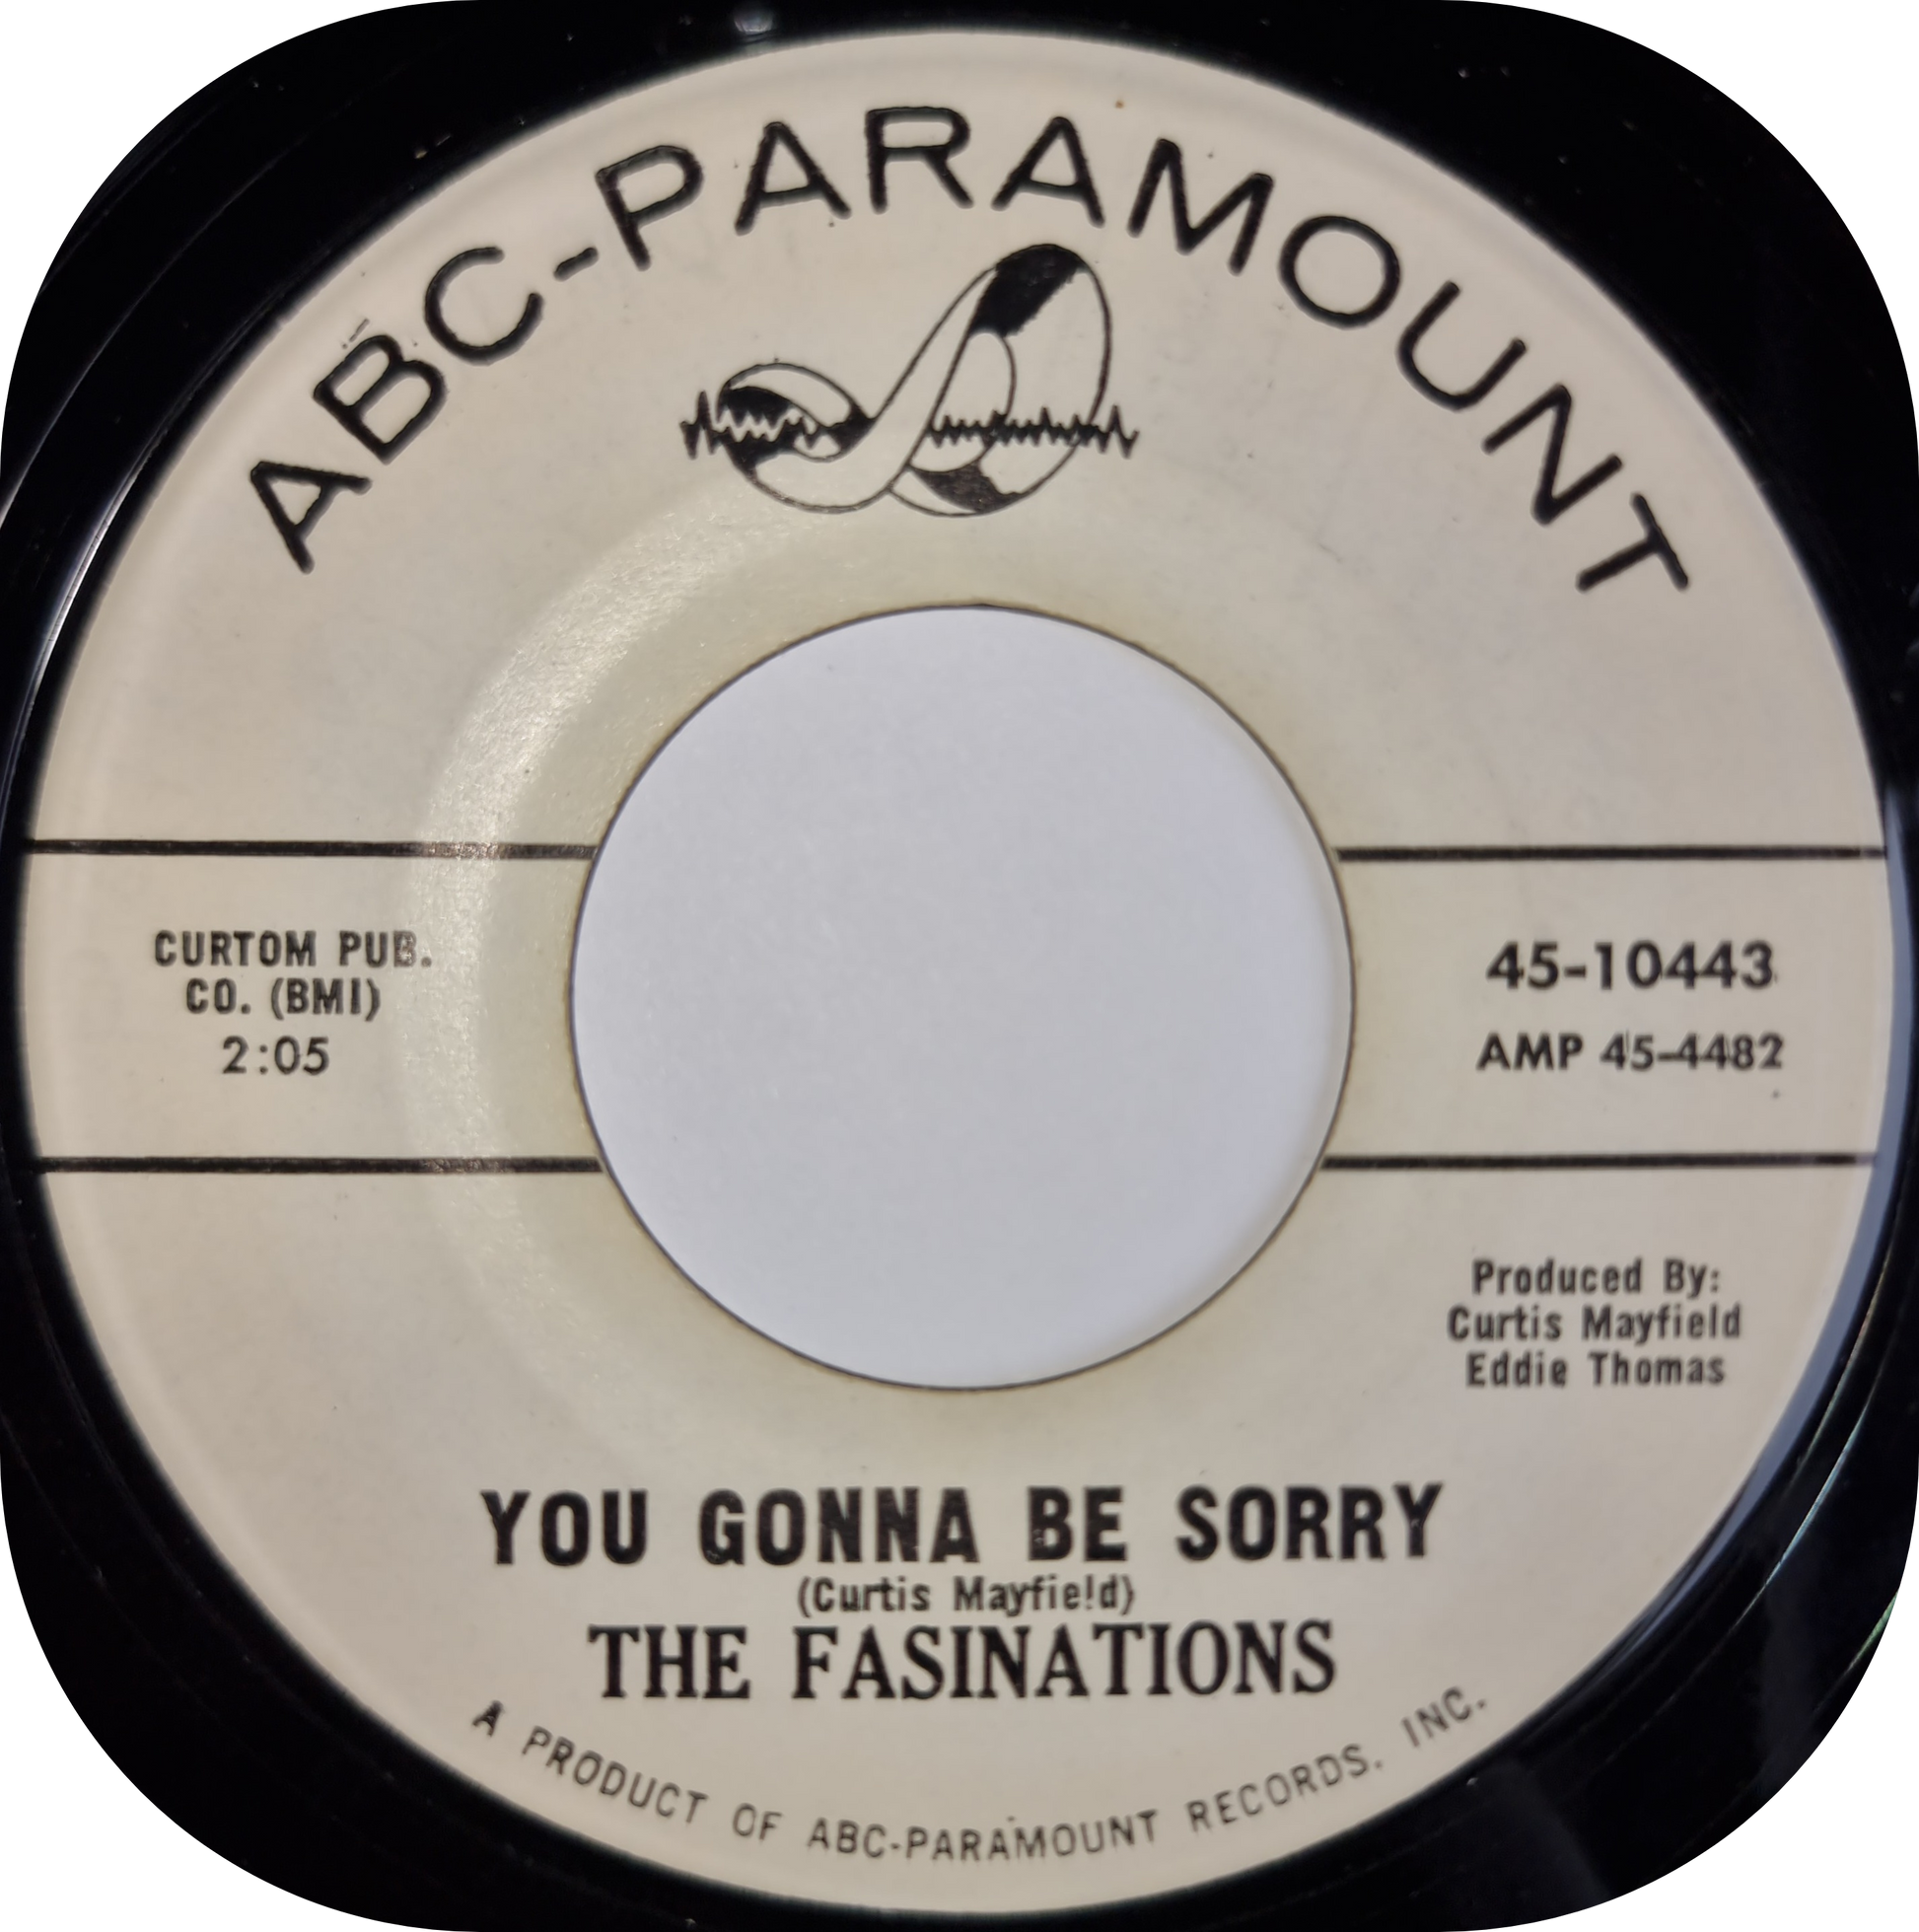 ABC-PARAMOUNT
CURTOM PUB.
CO. (BMI)
2:05
45-10443
AMP 45-4482
Produced By:
Curtis Mayfield
Eddie Thomas
YOU GONNA BE SORRY
(Curtis Mayfield)
THE FASINATIONS
A PRODUCT OF ABC-PARAMOUNT RECORDS, INC.